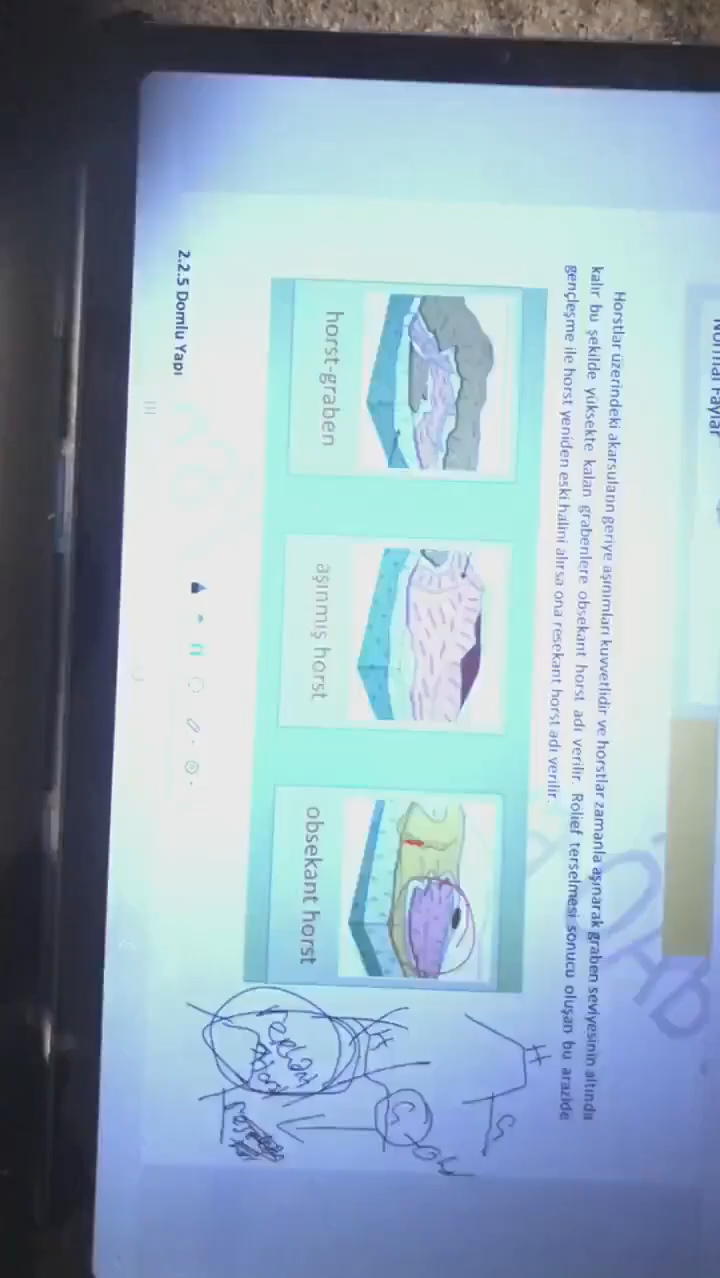 Normal Faylar
Horstlar üzerindeki akarsuların geriye aşınımları kuvvetlidir ve horstlar zamanla aşınarak graben seviyesinin altında
kalır bu şekilde yüksekte kalan grabenlere obsekant horst adı verilir. Rolief terselmesi sonucu oluşan bu arazide
gençleşme ile horst yeniden eski halini alırsa ona resekant horst adı verilir.
horst-graben
aşınmış horst
obsekant horst
H
G
H
G
2.2.5 Domlu Yapı